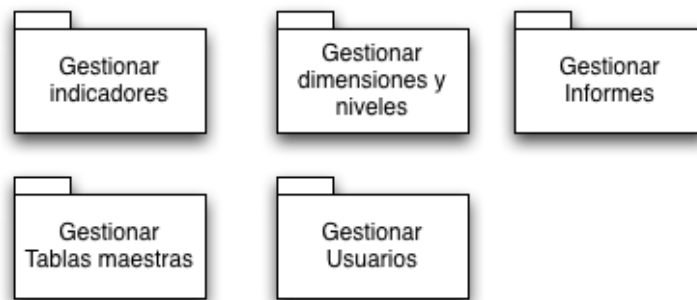 Gestionar
indicadores
Gestionar
dimensiones y
niveles
Gestionar
Informes
Gestionar
Tablas maestras
Gestionar
Usuarios